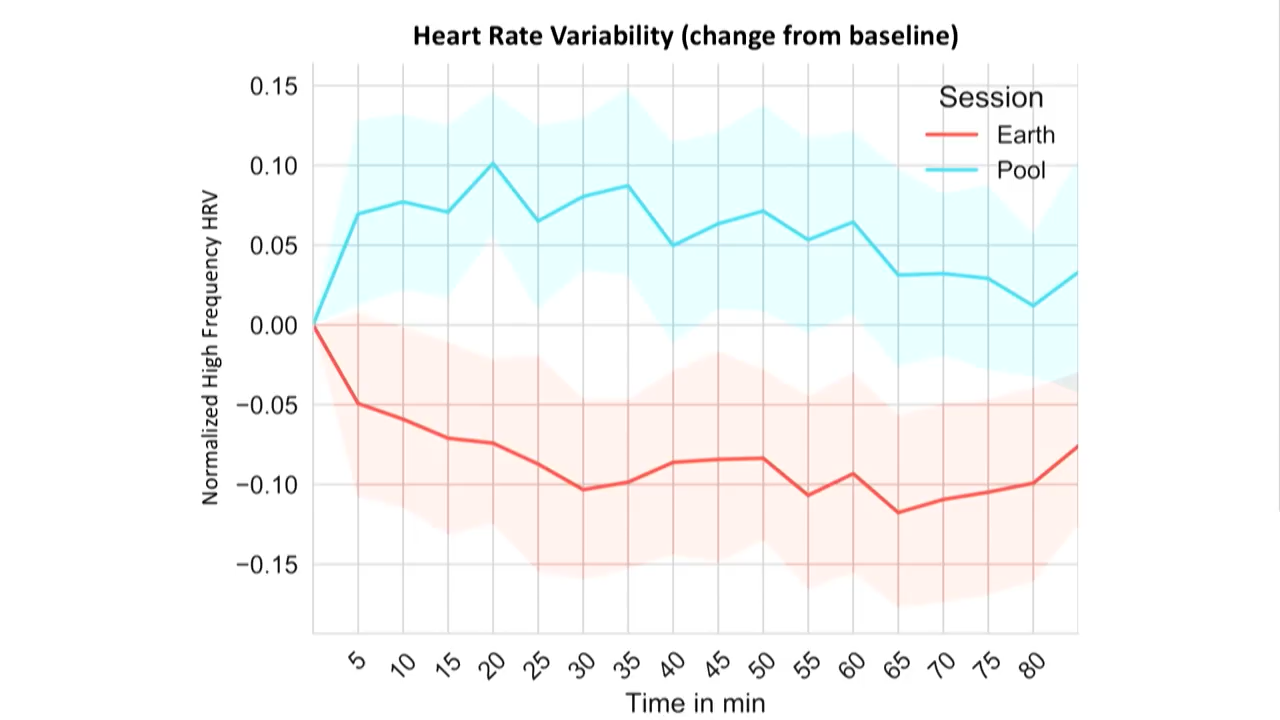 Heart Rate Variability (change from baseline)
Session
Earth
Pool
Normalized High Frequency HRV
0.15
0.10
0.05
0.00
−0.05
−0.10
−0.15
5 10 15 20 25 30 35 40 45 50 55 60 65 70 75 80
Time in min